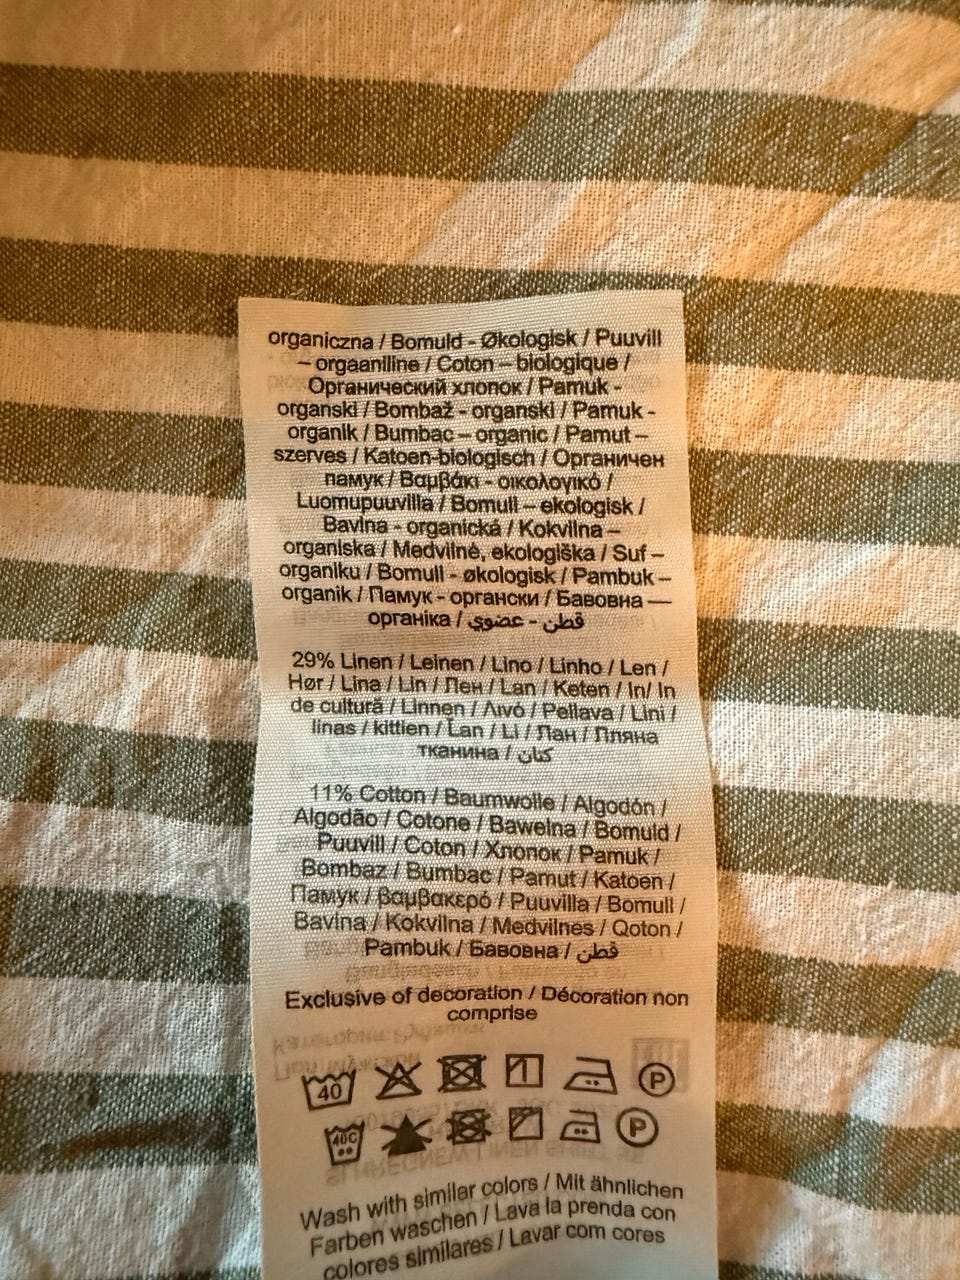 organiczna / Bomuld - Økologisk / Puuvill
– orgaaniline / Coton – biologique /
Органический хлопок / Pamuk -
organski / Bombaž - organski / Pamuk -
organik / Bumbac – organic / Pamut –
szerves / Katoen-biologisch / Органичен
памук / Βαμβάκι - οικολογικό /
Luomupuuvilla / Bomull – ekologisk /
Bavlna - organická / Kokvilna –
organiska / Medvilnė, ekologiška / Suf –
organiku / Bomull - økologisk / Pambuk –
organik / Памук - органски / Бавовна —
органіка / قطن - عضوي
29% Linen / Leinen / Lino / Linho / Len /
Hør / Lina / Lin / Лен / Lan / Keten / In/ In
de cultură / Linnen / Λινό / Pellava / Lini /
linas / kittien / Ļan / Li / Лан / Лляна
тканина / كتان
11% Cotton / Baumwolle / Algodón /
Algodão / Cotone / Bawełna / Bomuld /
Puuvill / Coton / Хлопок / Pamuk /
Bombaz / Bumbac / Pamut / Katoen /
Памук / βαμβακερό / Puuvilla / Bomull /
Bavlna / Kokvilna / Medvilnes / Qoton /
Pambuk / Бавовна / قطن
Exclusive of decoration / Décoration non
comprise
40 P
40C P
Wash with similar colors / Mit ähnlichen
Farben waschen / Lava la prenda con
colores similares / Lavar com cores